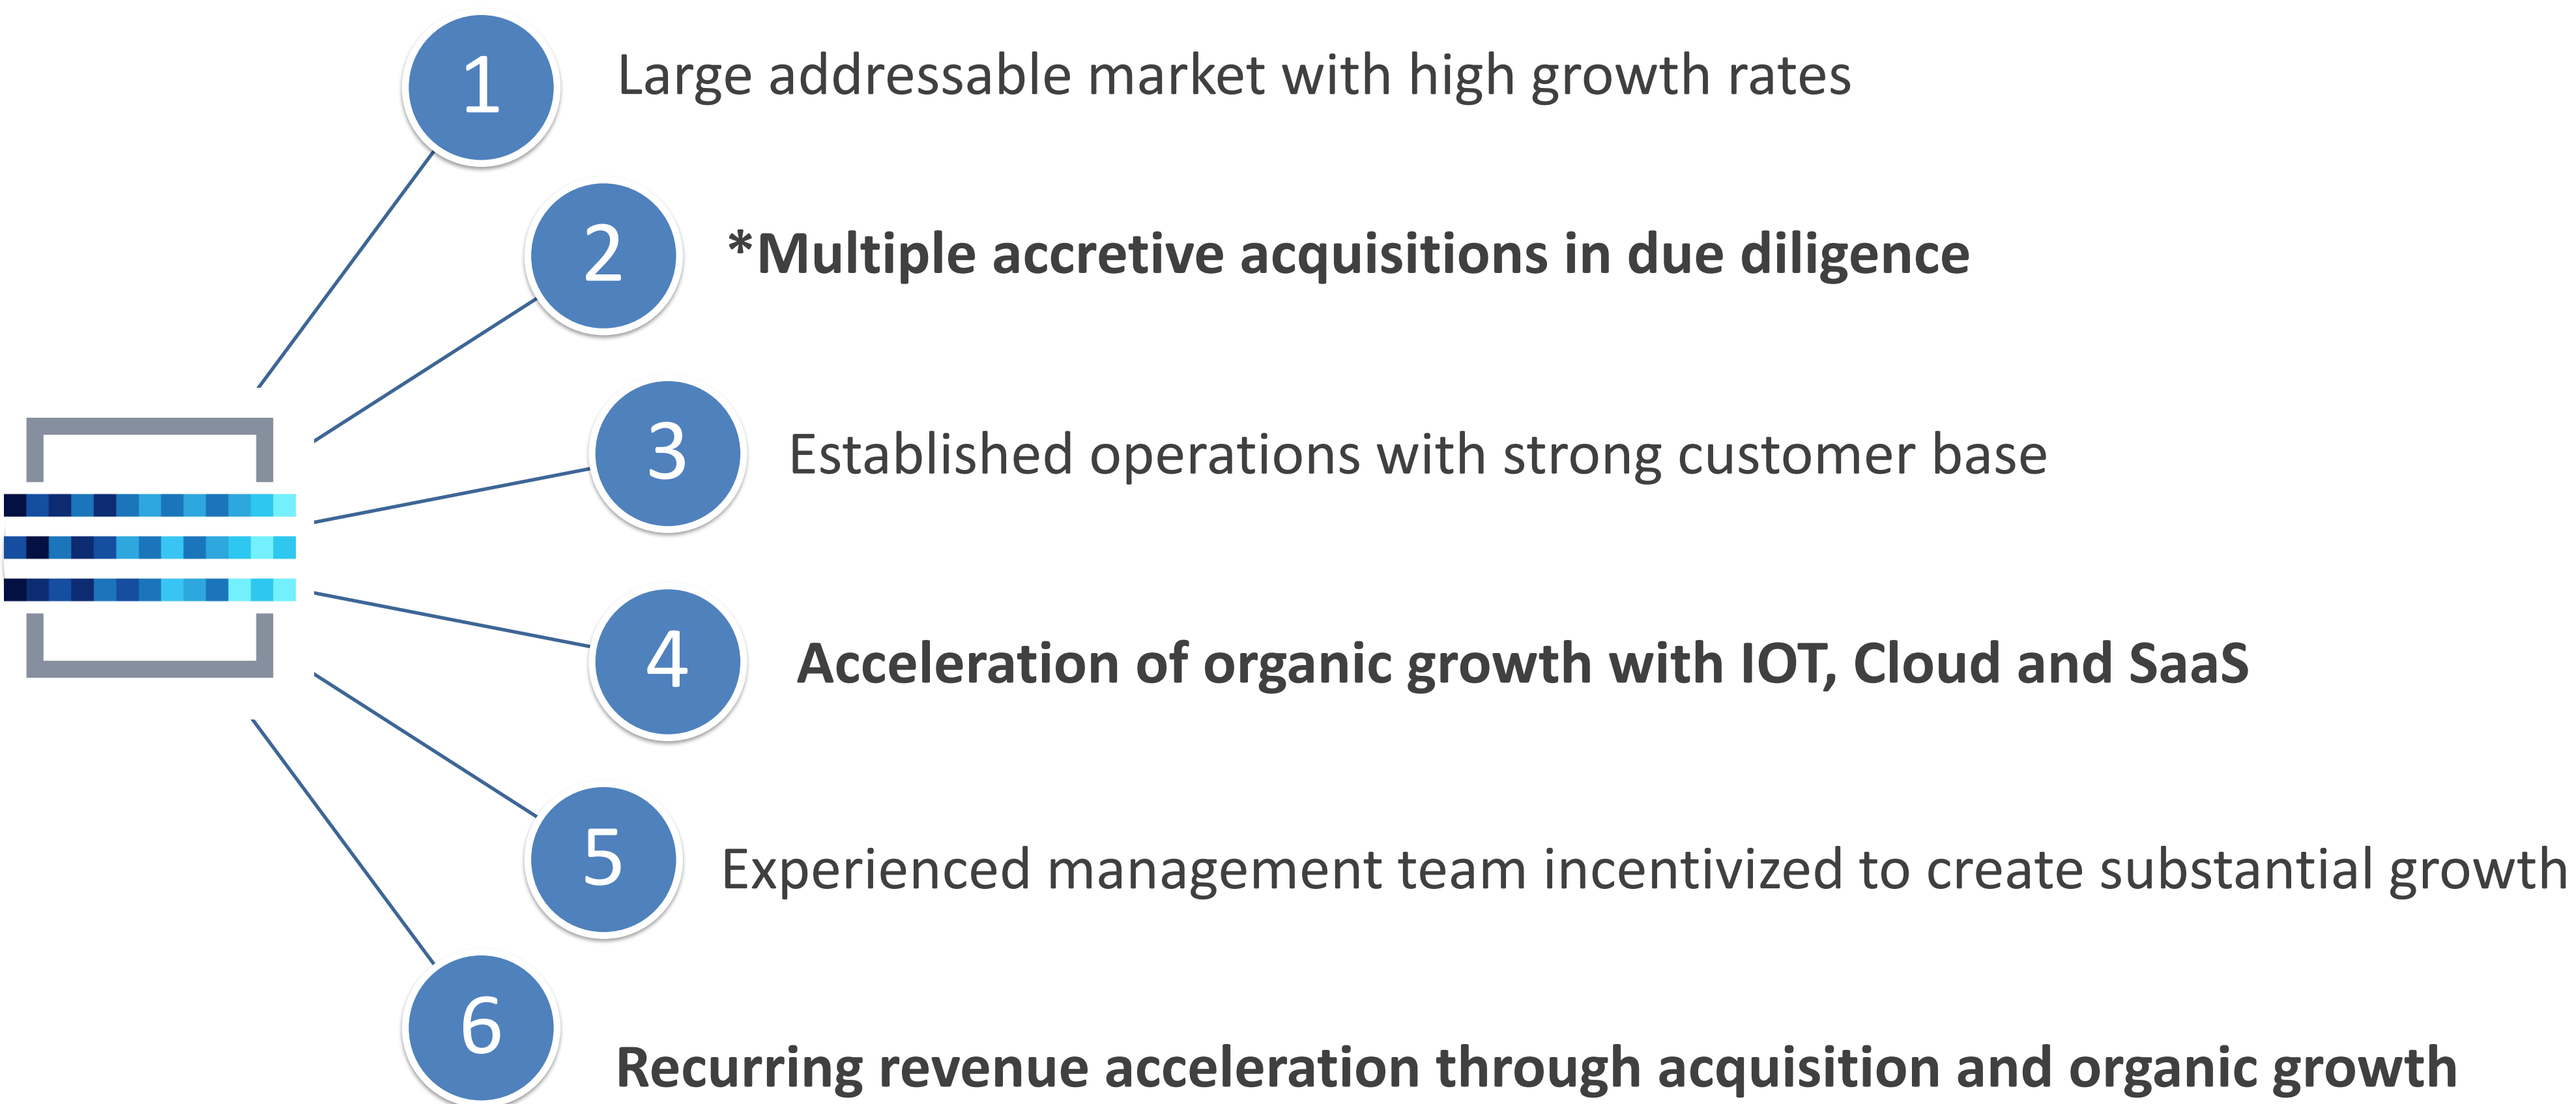 1 Large addressable market with high growth rates
2 *Multiple accretive acquisitions in due diligence
3 Established operations with strong customer base
4 Acceleration of organic growth with IOT, Cloud and SaaS
5 Experienced management team incentivized to create substantial growth
6 Recurring revenue acceleration through acquisition and organic growth